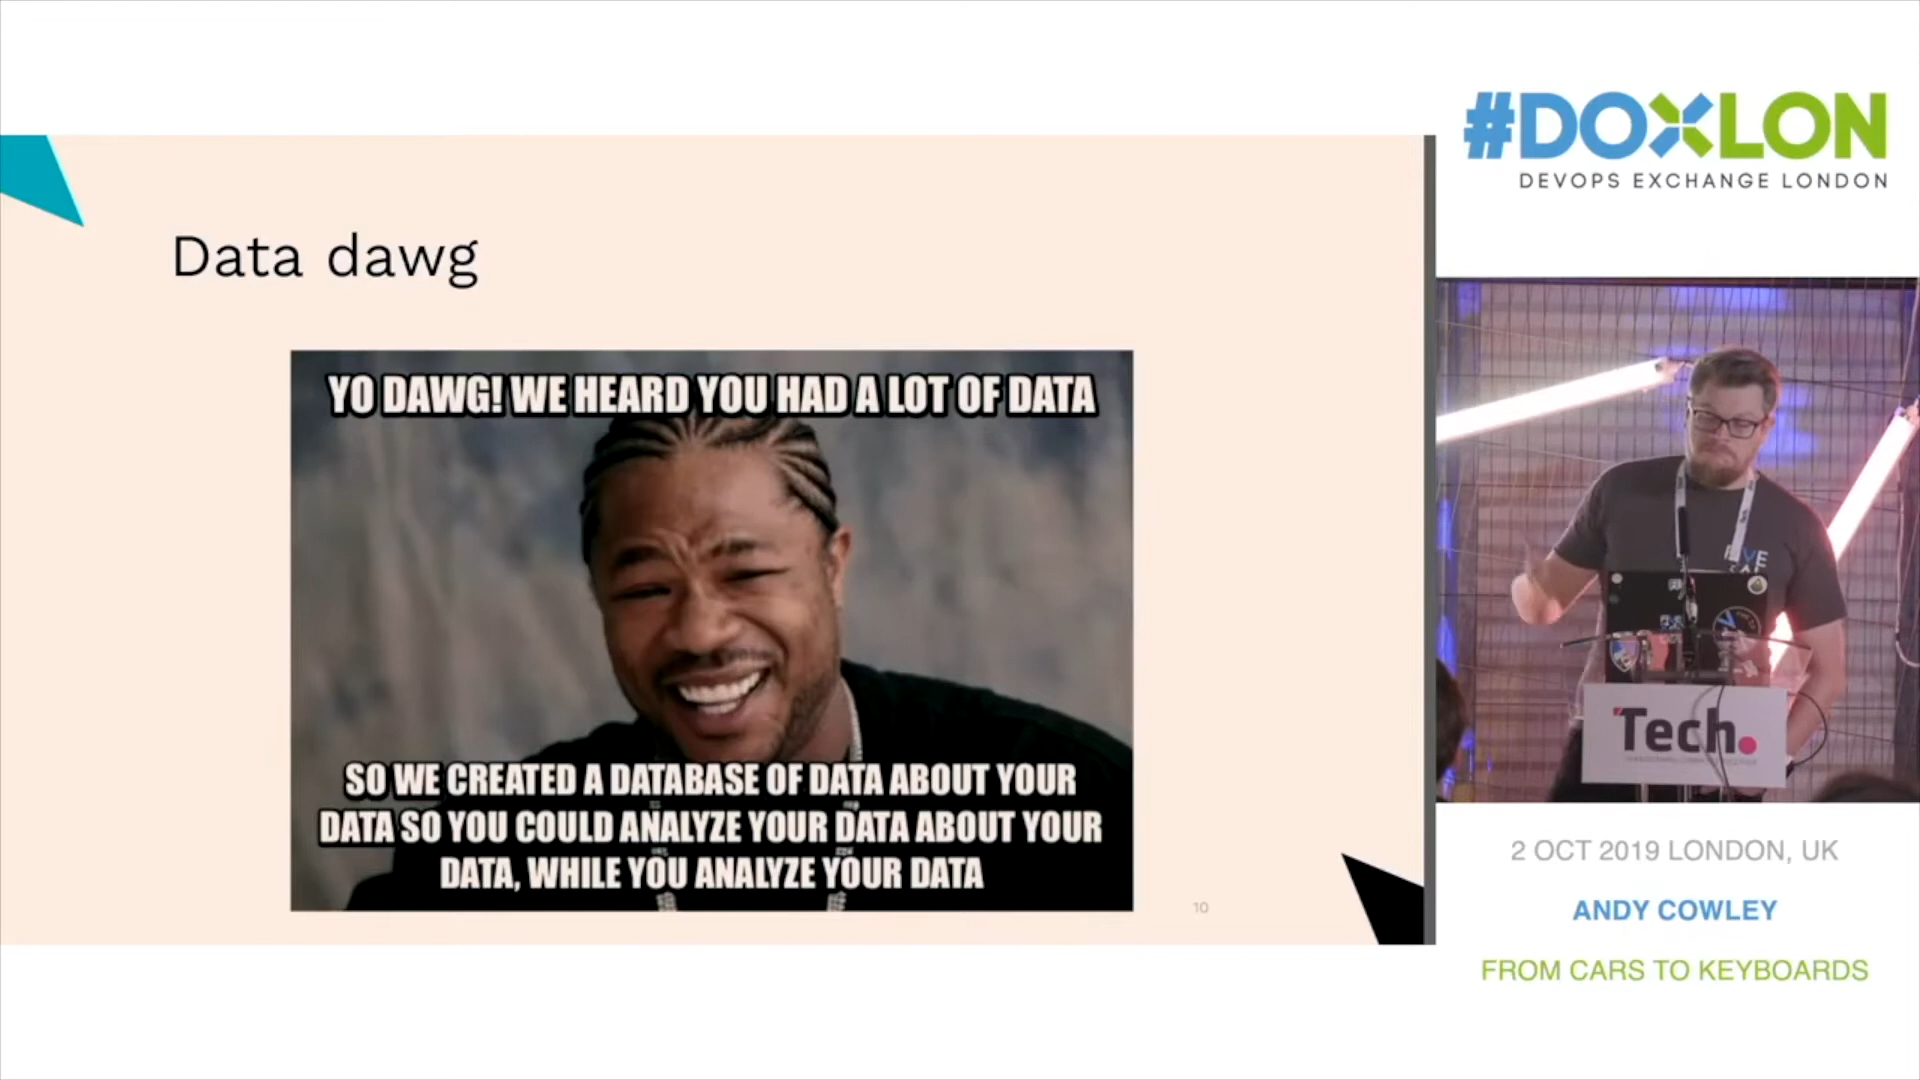 #DOXLON
DEVOPS EXCHANGE LONDON
Data dawg
YO DAWG! WE HEARD YOU HAD A LOT OF DATA
SO WE CREATED A DATABASE OF DATA ABOUT YOUR
DATA SO YOU COULD ANALYZE YOUR DATA ABOUT YOUR
DATA, WHILE YOU ANALYZE YOUR DATA
10
Tech.
2 OCT 2019 LONDON, UK
ANDY COWLEY
FROM CARS TO KEYBOARDS